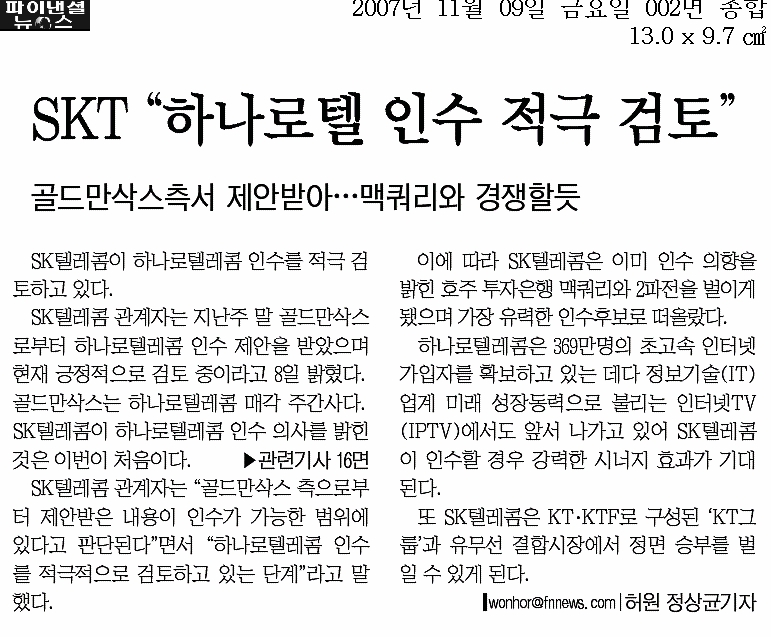 파이낸셜
뉴스
2007년 11월 09일 금요일 002면 종합
13.0 x 9.7 ㎠
SKT “하나로텔 인수 적극 검토”
골드만삭스측서 제안받아…맥쿼리와 경쟁할듯
SK텔레콤이 하나로텔레콤 인수를 적극 검
토하고 있다.
SK텔레콤 관계자는 지난주 말 골드만삭스
로부터 하나로텔레콤 인수 제안을 받았으며
현재 긍정적으로 검토 중이라고 8일 밝혔다.
골드만삭스는 하나로텔레콤 매각 주간사다.
SK텔레콤이 하나로텔레콤 인수 의사를 밝힌
것은 이번이 처음이다. ▶관련기사 16면
SK텔레콤 관계자는 “골드만삭스 측으로부
터 제안받은 내용이 인수가 가능한 범위에
있다고 판단된다”면서 “하나로텔레콤 인수
를 적극적으로 검토하고 있는 단계”라고 말
했다.
이에 따라 SK텔레콤은 이미 인수 의향을
밝힌 호주 투자은행 맥쿼리와 2파전을 벌이게
됐으며 가장 유력한 인수후보로 떠올랐다.
하나로텔레콤은 369만명의 초고속 인터넷
가입자를 확보하고 있는 데다 정보기술(IT)
업계 미래 성장동력으로 불리는 인터넷TV
(IPTV)에서도 앞서 나가고 있어 SK텔레콤
이 인수할 경우 강력한 시너지 효과가 기대
된다.
또 SK텔레콤은 KT·KTF로 구성된 ‘KT그
룹’과 유무선 결합시장에서 정면 승부를 벌
일 수 있게 된다.
wonhor@fnnews.com 허원 정상균기자